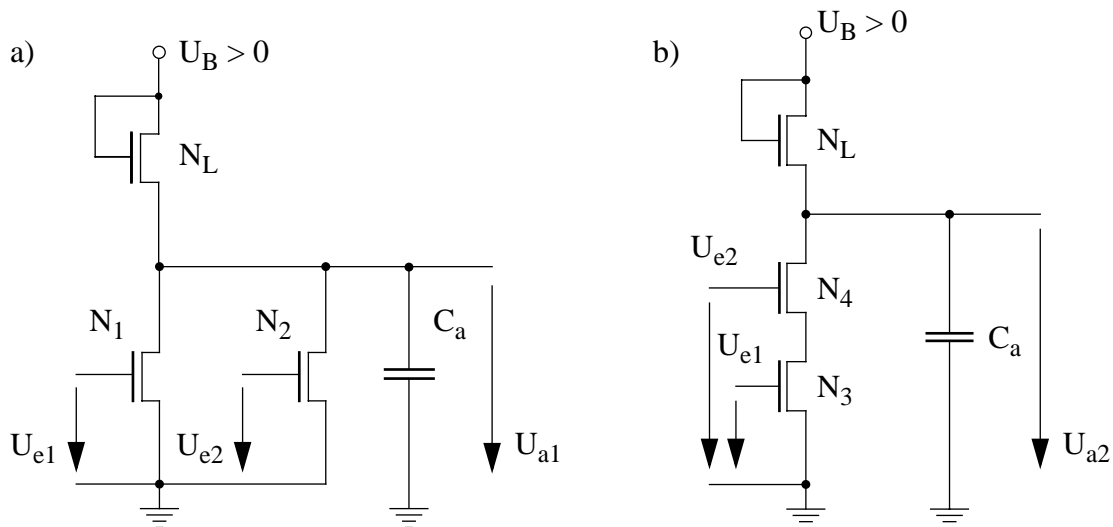 a)
U_B > 0
N_L
N_1
N_2
C_a
U_e1
U_e2
U_a1
b)
U_B > 0
N_L
U_e2
N_4
U_e1
N_3
C_a
U_a2